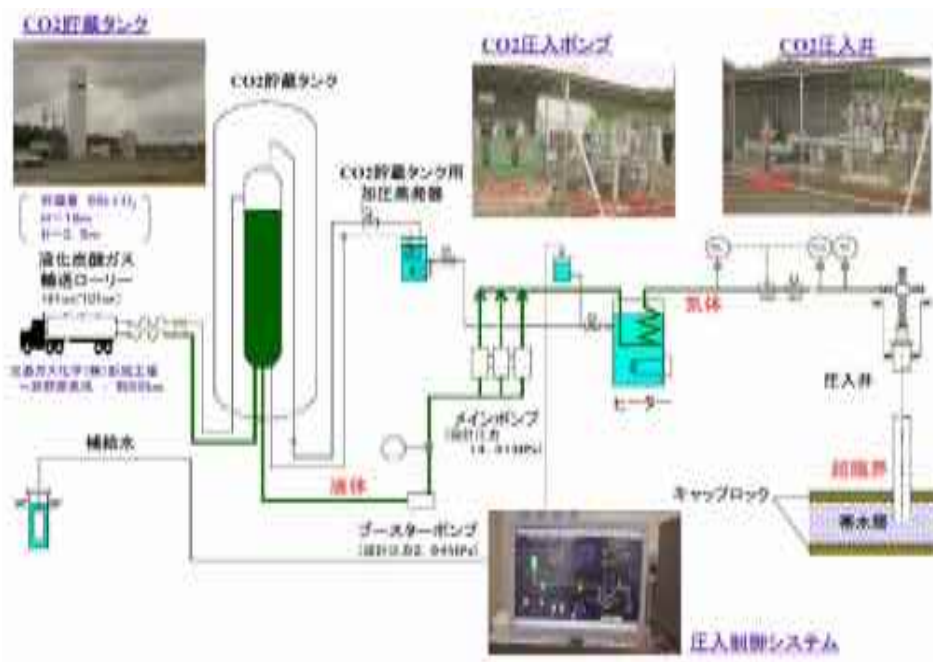 CO2貯蔵タンク
CO2圧入ポンプ
CO2圧入井
CO2貯蔵タンク
CO2貯蔵タンク用
加圧蒸発器
貯蔵量
液化炭酸ガス
輸送ローリー
気体
圧入井
ヒーター
メインポンプ
補給水
液体
超臨界
キャップロック
帯水層
ブースターポンプ
圧入制御システム